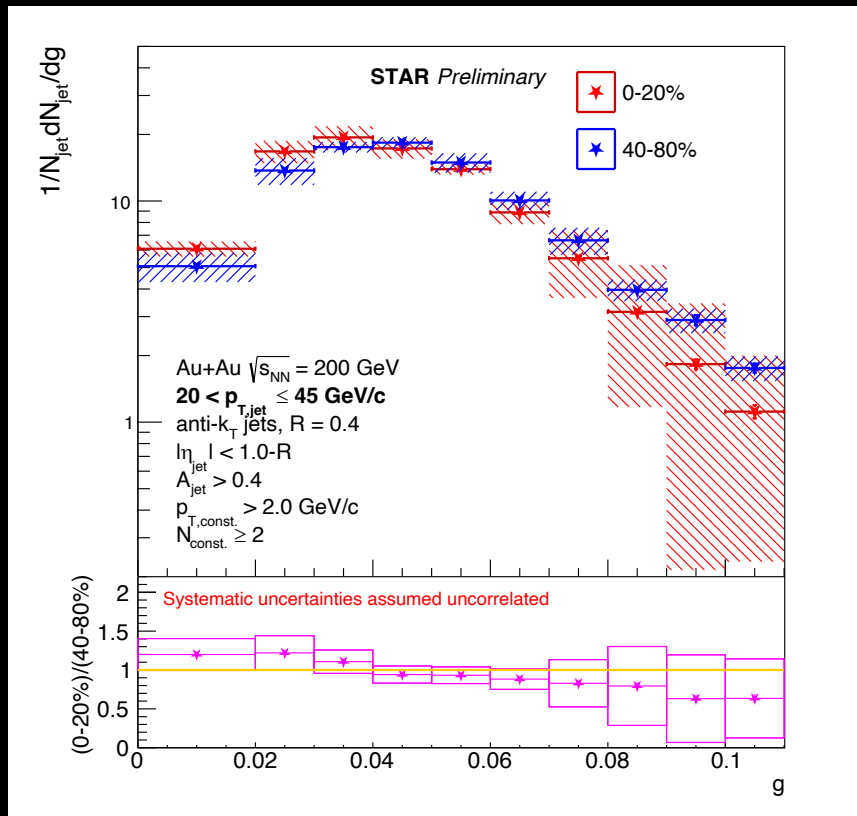 STAR Preliminary
0-20%
40-80%
1/N_jet dN_jet/dg
10
1
Au+Au √s_NN = 200 GeV
20 < p_T,jet ≤ 45 GeV/c
anti-k_T jets, R = 0.4
|η_jet| < 1.0-R
A_jet > 0.4
p_T,const. > 2.0 GeV/c
N_const. ≥ 2
(0-20%)/(40-80%)
Systematic uncertainties assumed uncorrelated
2
1.5
1
0.5
0
0 0.02 0.04 0.06 0.08 0.1
g